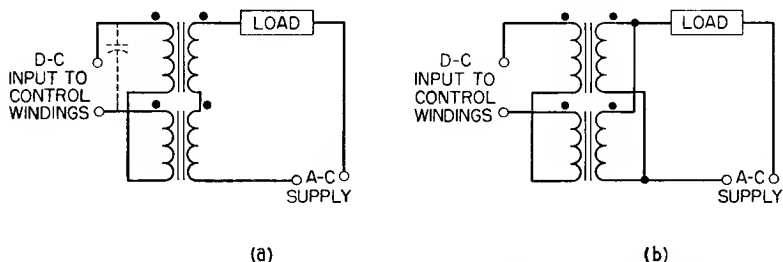 LOAD
D-C
INPUT TO
CONTROL
WINDINGS
A-C
SUPPLY
(a)
LOAD
D-C
INPUT TO
CONTROL
WINDINGS
A-C
SUPPLY
(b)